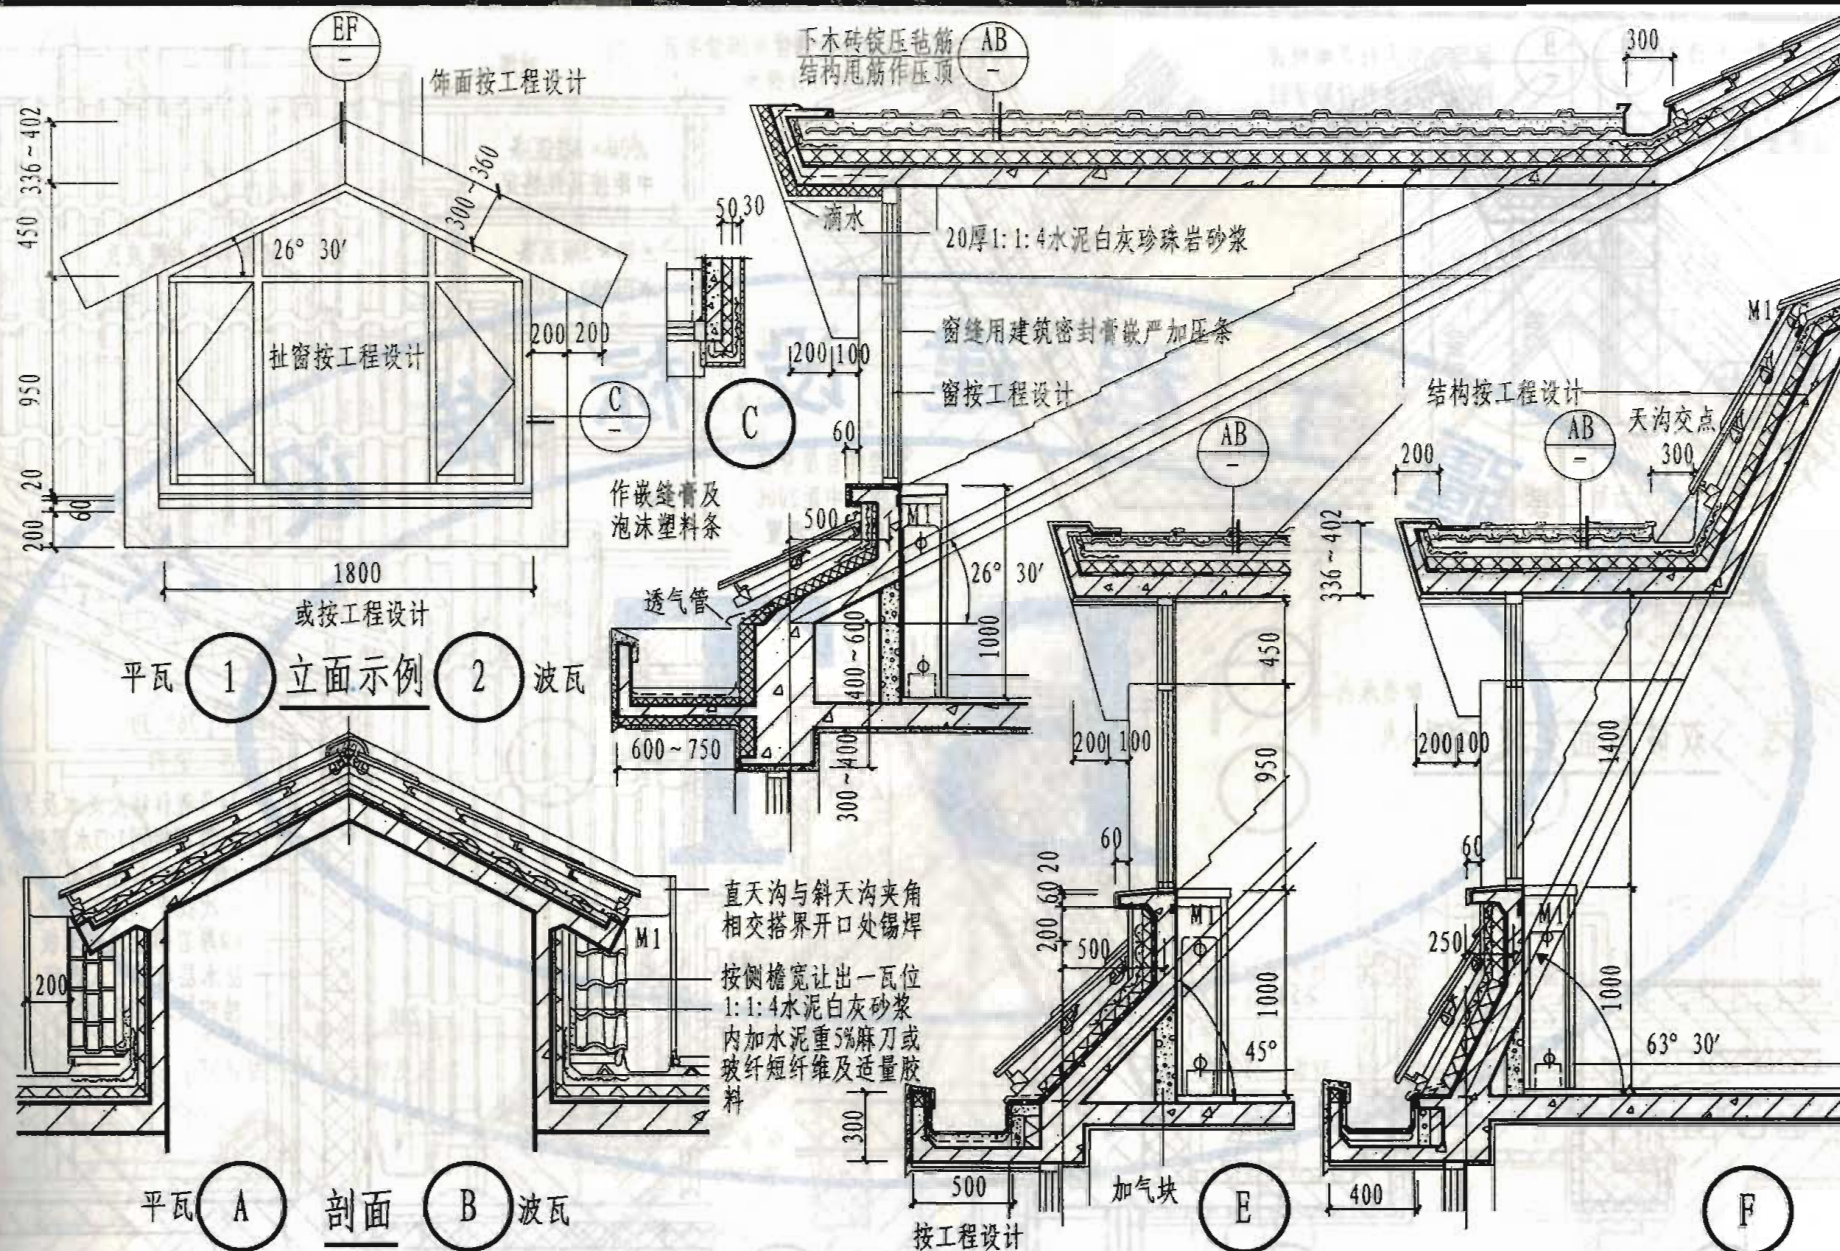 EF
-
饰面按工程设计
336~402
450
950
20
60
200
300~360
26° 30′
扯窗按工程设计
200
200
C
-
1800
或按工程设计
平瓦
1
立面示例
2
波瓦
下木砖锭压毡筋
结构甩筋作压顶
AB
-
300
滴水
50
30
20厚1:1:4水泥白灰珍珠岩砂浆
窗缝用建筑密封膏嵌严加压条
窗按工程设计
200
100
60
C
作嵌缝膏及
泡沫塑料条
500
M1
26° 30′
透气管
1000
400~600
600~750
300~400
AB
-
336~402
450
950
200
100
60
20
60
200
500
M1
1000
45°
300
500
按工程设计
加气块
E
M1
结构按工程设计
天沟交点
AB
-
200
300
1400
200
100
60
M1
250
1000
63° 30′
400
F
200
M1
直天沟与斜天沟夹角
相交搭界开口处锡焊
按侧檐宽让出一瓦位
1:1:4水泥白灰砂浆
内加水泥重5%麻刀或
玻纤短纤维及适量胶
料
平瓦
A
剖面
B
波瓦